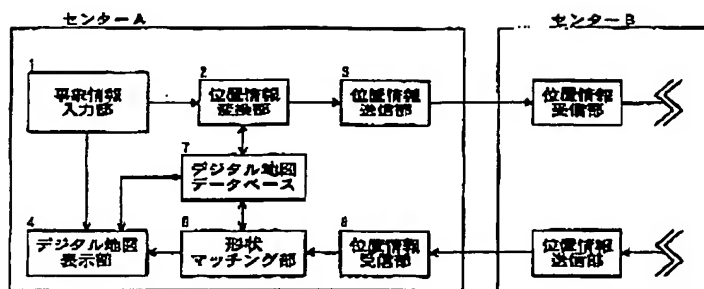 センターA
センターB
1
事象情報
入力部
2
位置情報
変換部
3
位置情報
送信部
位置情報
受信部
7
デジタル地図
データベース
4
デジタル地図
表示部
6
形状
マッチング部
位置情報
受信部
位置情報
送信部